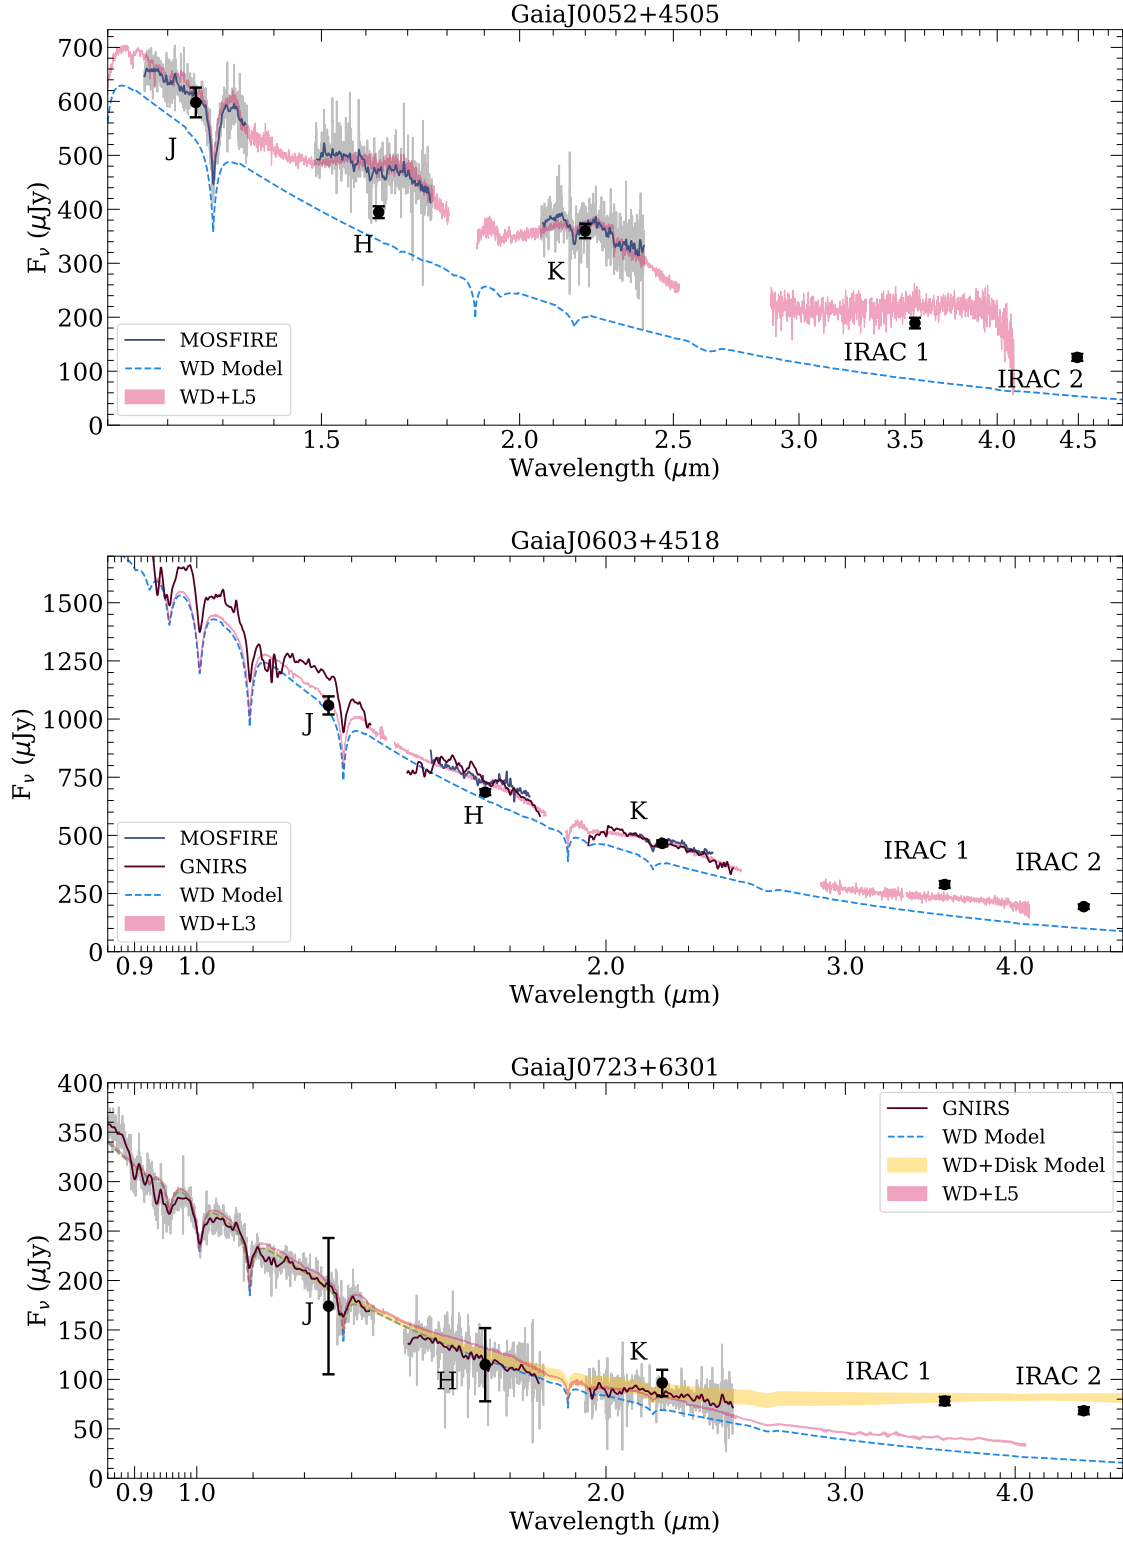 GaiaJ0052+4505
700
600
500
400
300
200
100
0
F_ν (μJy)
J
H
K
IRAC 1
IRAC 2
MOSFIRE
WD Model
WD+L5
1.5 2.0 2.5 3.0 3.5 4.0 4.5
Wavelength (μm)
GaiaJ0603+4518
1500
1250
1000
750
500
250
0
F_ν (μJy)
J
H
K
IRAC 1
IRAC 2
MOSFIRE
GNIRS
WD Model
WD+L3
0.9 1.0 2.0 3.0 4.0
Wavelength (μm)
GaiaJ0723+6301
400
350
300
250
200
150
100
50
0
F_ν (μJy)
GNIRS
WD Model
WD+Disk Model
WD+L5
J
H
K
IRAC 1
IRAC 2
0.9 1.0 2.0 3.0 4.0
Wavelength (μm)